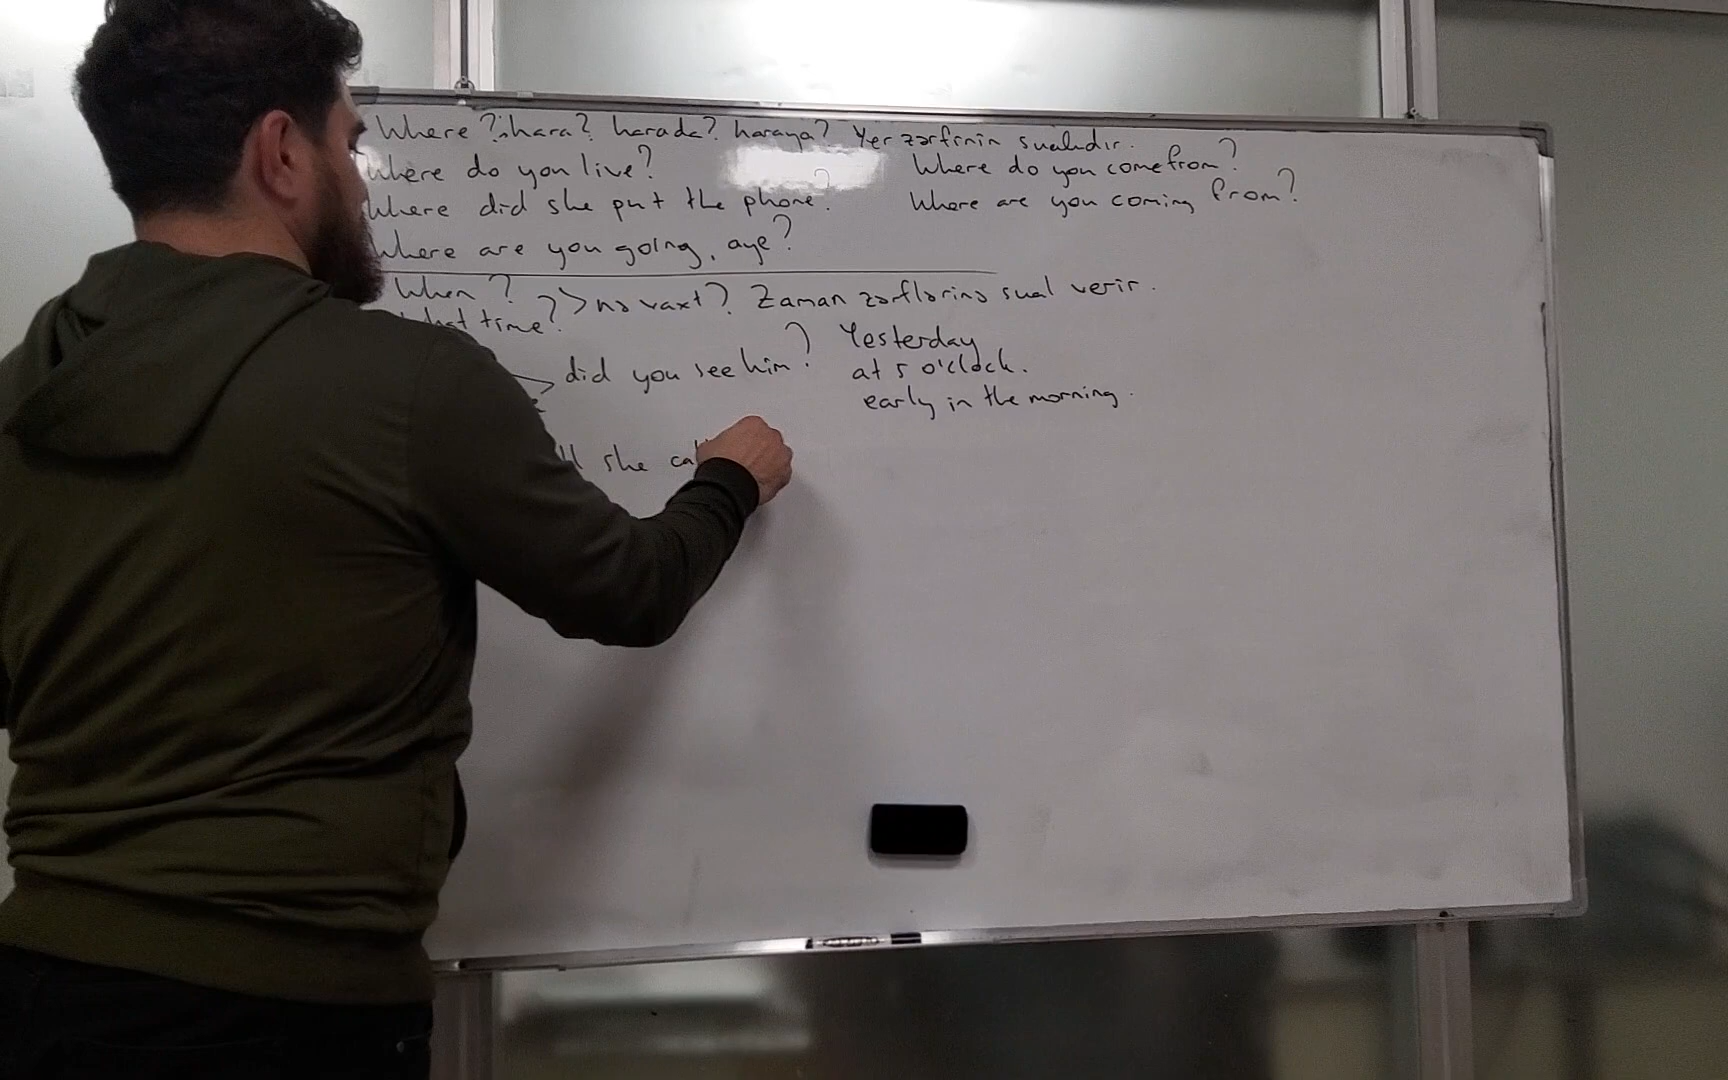 Where ? hara? harada? haraya? Yer zərfinin sualıdır.
Where do you live? Where do you come from?
Where did she put the phone? Where are you coming from?
Where are you going, aye?
When ?
time? > nə vaxt? Zaman zərflərinə sual verir.
did you see him? Yesterday
at 5 o'clock.
early in the morning.
she